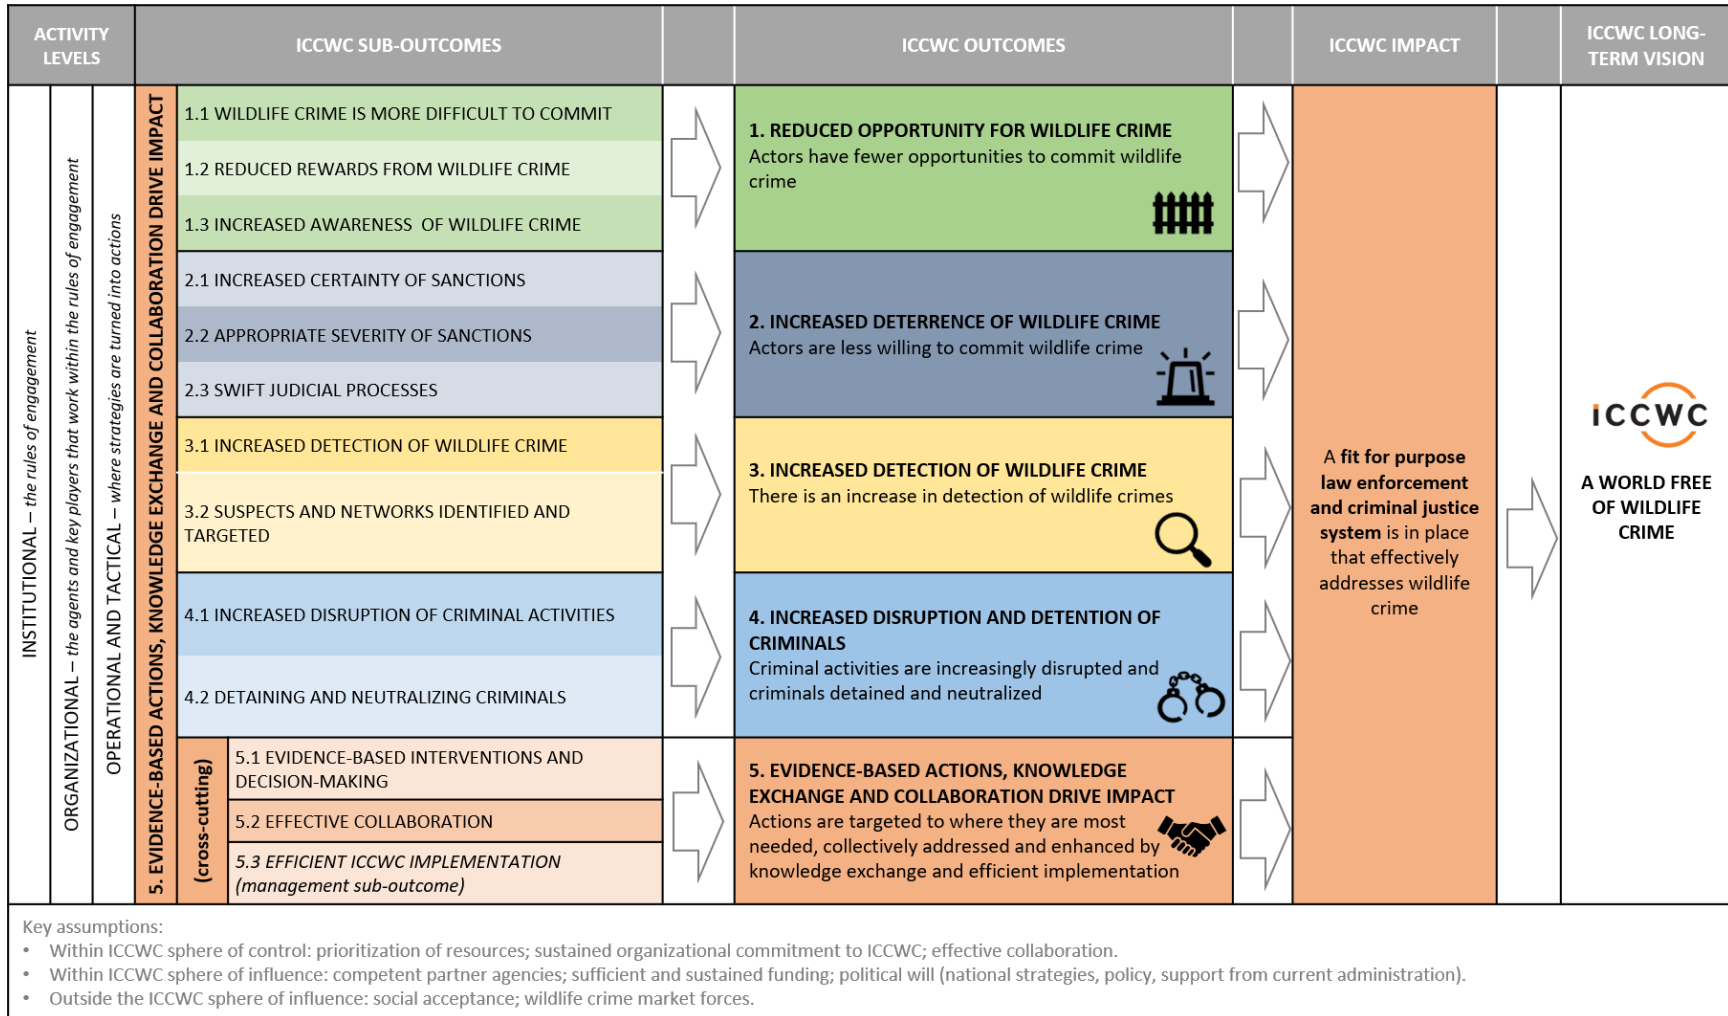 ACTIVITY
LEVELS
ICCWC SUB-OUTCOMES
ICCWC OUTCOMES
ICCWC IMPACT
ICCWC LONG-
TERM VISION
INSTITUTIONAL – the rules of engagement
ORGANIZATIONAL – the agents and key players that work within the rules of engagement
OPERATIONAL AND TACTICAL – where strategies are turned into actions
5. EVIDENCE-BASED ACTIONS, KNOWLEDGE EXCHANGE AND COLLABORATION DRIVE IMPACT
1.1 WILDLIFE CRIME IS MORE DIFFICULT TO COMMIT
1.2 REDUCED REWARDS FROM WILDLIFE CRIME
1.3 INCREASED AWARENESS OF WILDLIFE CRIME
2.1 INCREASED CERTAINTY OF SANCTIONS
2.2 APPROPRIATE SEVERITY OF SANCTIONS
2.3 SWIFT JUDICIAL PROCESSES
3.1 INCREASED DETECTION OF WILDLIFE CRIME
3.2 SUSPECTS AND NETWORKS IDENTIFIED AND
TARGETED
4.1 INCREASED DISRUPTION OF CRIMINAL ACTIVITIES
4.2 DETAINING AND NEUTRALIZING CRIMINALS
(cross-cutting)
5.1 EVIDENCE-BASED INTERVENTIONS AND
DECISION-MAKING
5.2 EFFECTIVE COLLABORATION
5.3 EFFICIENT ICCWC IMPLEMENTATION
(management sub-outcome)
1. REDUCED OPPORTUNITY FOR WILDLIFE CRIME
Actors have fewer opportunities to commit wildlife
crime
2. INCREASED DETERRENCE OF WILDLIFE CRIME
Actors are less willing to commit wildlife crime
3. INCREASED DETECTION OF WILDLIFE CRIME
There is an increase in detection of wildlife crimes
4. INCREASED DISRUPTION AND DETENTION OF
CRIMINALS
Criminal activities are increasingly disrupted and
criminals detained and neutralized
5. EVIDENCE-BASED ACTIONS, KNOWLEDGE
EXCHANGE AND COLLABORATION DRIVE IMPACT
Actions are targeted to where they are most
needed, collectively addressed and enhanced by
knowledge exchange and efficient implementation
A fit for purpose
law enforcement
and criminal justice
system is in place
that effectively
addresses wildlife
crime
ICCWC
A WORLD FREE
OF WILDLIFE
CRIME
Key assumptions:
• Within ICCWC sphere of control: prioritization of resources; sustained organizational commitment to ICCWC; effective collaboration.
• Within ICCWC sphere of influence: competent partner agencies; sufficient and sustained funding; political will (national strategies, policy, support from current administration).
• Outside the ICCWC sphere of influence: social acceptance; wildlife crime market forces.